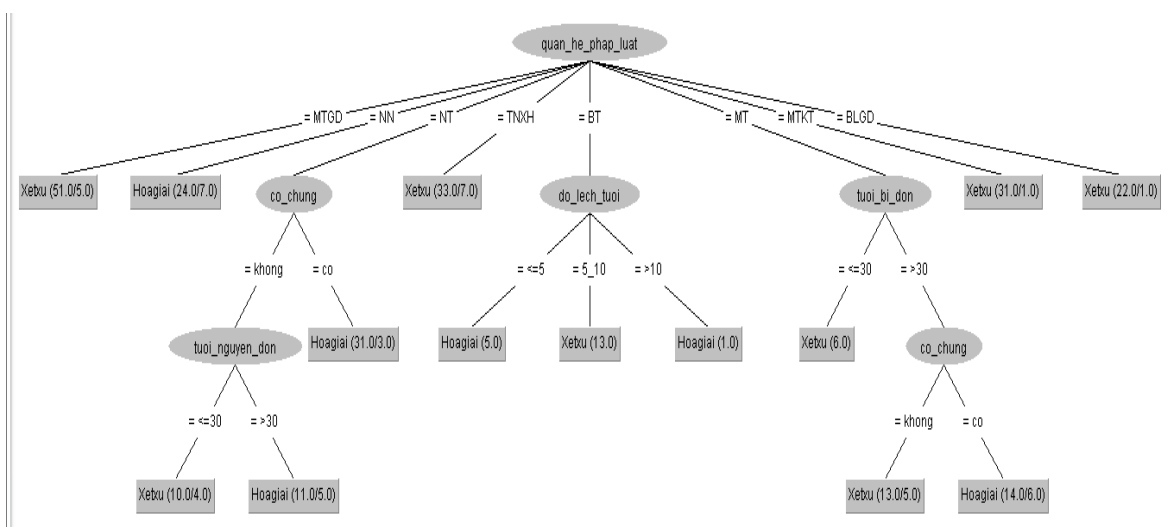 quan_he_phap_luat
= MTGD = NN = NT = TNXH = BT = MT = MTKT = BLGD
Xetxu (51.0/5.0) Hoagiai (24.0/7.0) co_chung Xetxu (33.0/7.0) do_lech_tuoi tuoi_bi_don Xetxu (31.0/1.0) Xetxu (22.0/1.0)
= khong = co = <=5 = 5_10 = >10 = <=30 = >30
tuoi_nguyen_don Hoagiai (31.0/3.0) Hoagiai (5.0) Xetxu (13.0) Hoagiai (1.0) Xetxu (6.0) co_chung
= <=30 = >30 = khong = co
Xetxu (10.0/4.0) Hoagiai (11.0/5.0) Xetxu (13.0/5.0) Hoagiai (14.0/6.0)